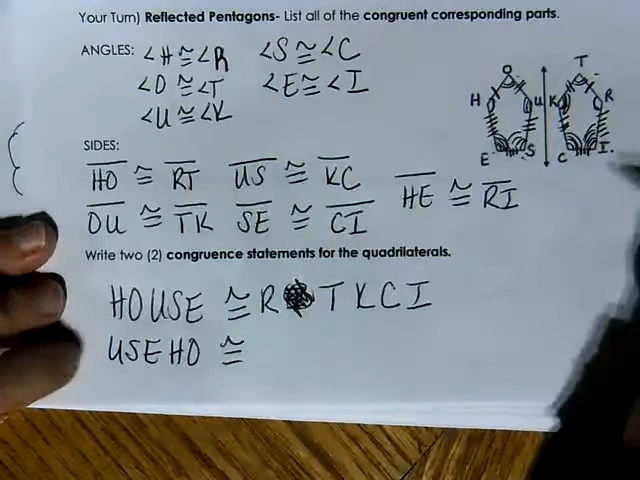 Your Turn) Reflected Pentagons- List all of the congruent corresponding parts.
ANGLES: ∠H ≅ ∠R ∠S ≅ ∠C
∠O ≅ ∠T ∠E ≅ ∠I
∠U ≅ ∠K
O T
H U K R
E S C I
SIDES:
HO ≅ RT US ≅ KC HE ≅ RI
OU ≅ TK SE ≅ CI
Write two (2) congruence statements for the quadrilaterals.
HOUSE ≅ R TKCI
USEHO ≅